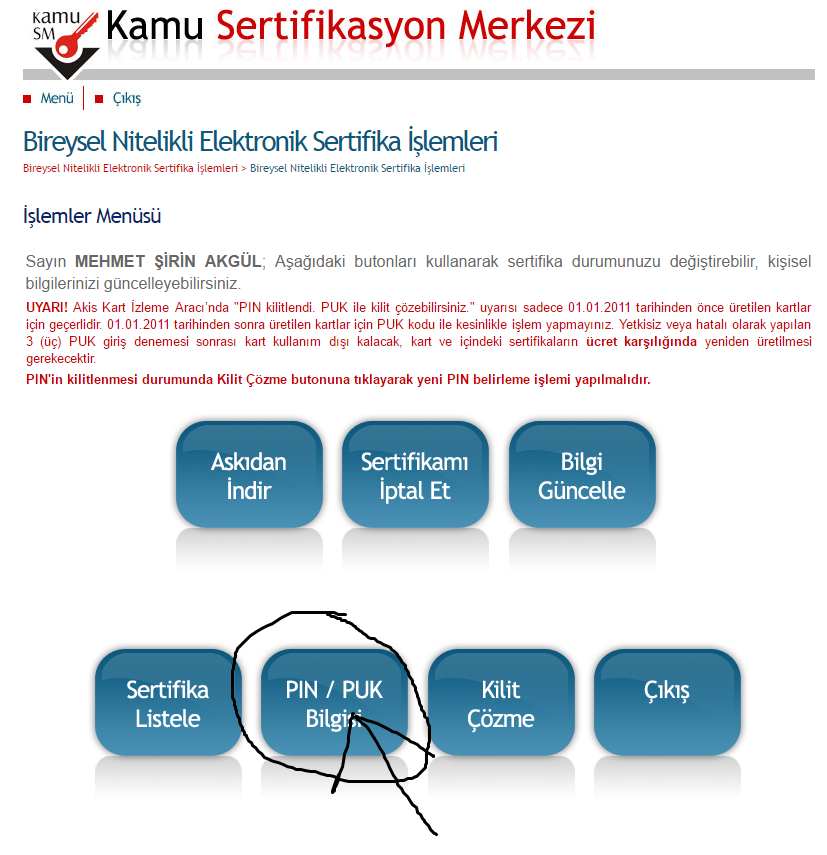 kamu
SM
Kamu Sertifikasyon Merkezi
Menü
Çıkış
Bireysel Nitelikli Elektronik Sertifika İşlemleri
Bireysel Nitelikli Elektronik Sertifika İşlemleri > Bireysel Nitelikli Elektronik Sertifika İşlemleri
İşlemler Menüsü
Sayın MEHMET ŞİRİN AKGÜL; Aşağıdaki butonları kullanarak sertifika durumunuzu değiştirebilir, kişisel
bilgilerinizi güncelleyebilirsiniz.
UYARI! Akis Kart İzleme Aracı'nda "PIN kilitlendi. PUK ile kilit çözebilirsiniz." uyarısı sadece 01.01.2011 tarihinden önce üretilen kartlar
için geçerlidir. 01.01.2011 tarihinden sonra üretilen kartlar için PUK kodu ile kesinlikle işlem yapmayınız. Yetkisiz veya hatalı olarak yapılan
3 (üç) PUK giriş denemesi sonrası kart kullanım dışı kalacak, kart ve içindeki sertifikaların ücret karşılığında yeniden üretilmesi
gerekecektir.
PIN'in kilitlenmesi durumunda Kilit Çözme butonuna tıklayarak yeni PIN belirleme işlemi yapılmalıdır.
Askıdan
İndir
Sertifikamı
İptal Et
Bilgi
Güncelle
Sertifika
Listele
PIN / PUK
Bilgisi
Kilit
Çözme
Çıkış